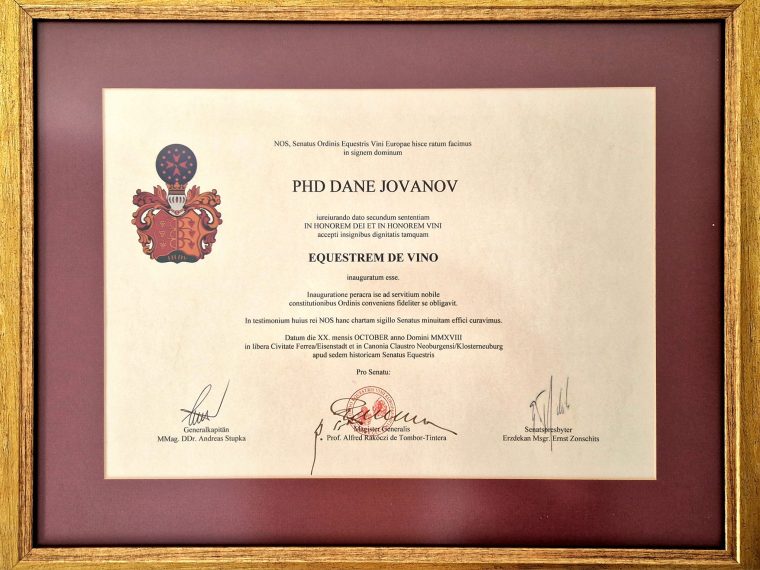 NOS, Senatus Ordinis Equestris Vini Europae hisce ratum facimus
in signem dominum
PHD DANE JOVANOV
iureiurando dato secundum sententiam
IN HONOREM DEI ET IN HONOREM VINI
accepti insignibus dignitatis tamquam
EQUESTREM DE VINO
inauguratum esse.
Inauguratione peracra ise ad servitium nobile
constitutionibus Ordinis conveniens fideliter se obligavit.
In testimonium huius rei NOS hanc chartam sigillo Senatus minuitam effici curavimus.
Datum die XX. mensis OCTOBER anno Domini MMXVIII
in libera Civitate Ferrea/Eisenstadt et in Canonia Claustro Neoburgensi/Klosterneuburg
apud sedem historicam Senatus Equestris
Pro Senatu:
Generalkapitän
MMag. DDr. Andreas Stupka
Magister Generalis
Prof. Alfred Rakoczi de Tombor-Tintera
Senatspresbyter
Erzdekan Msgr. Ernst Zonschits